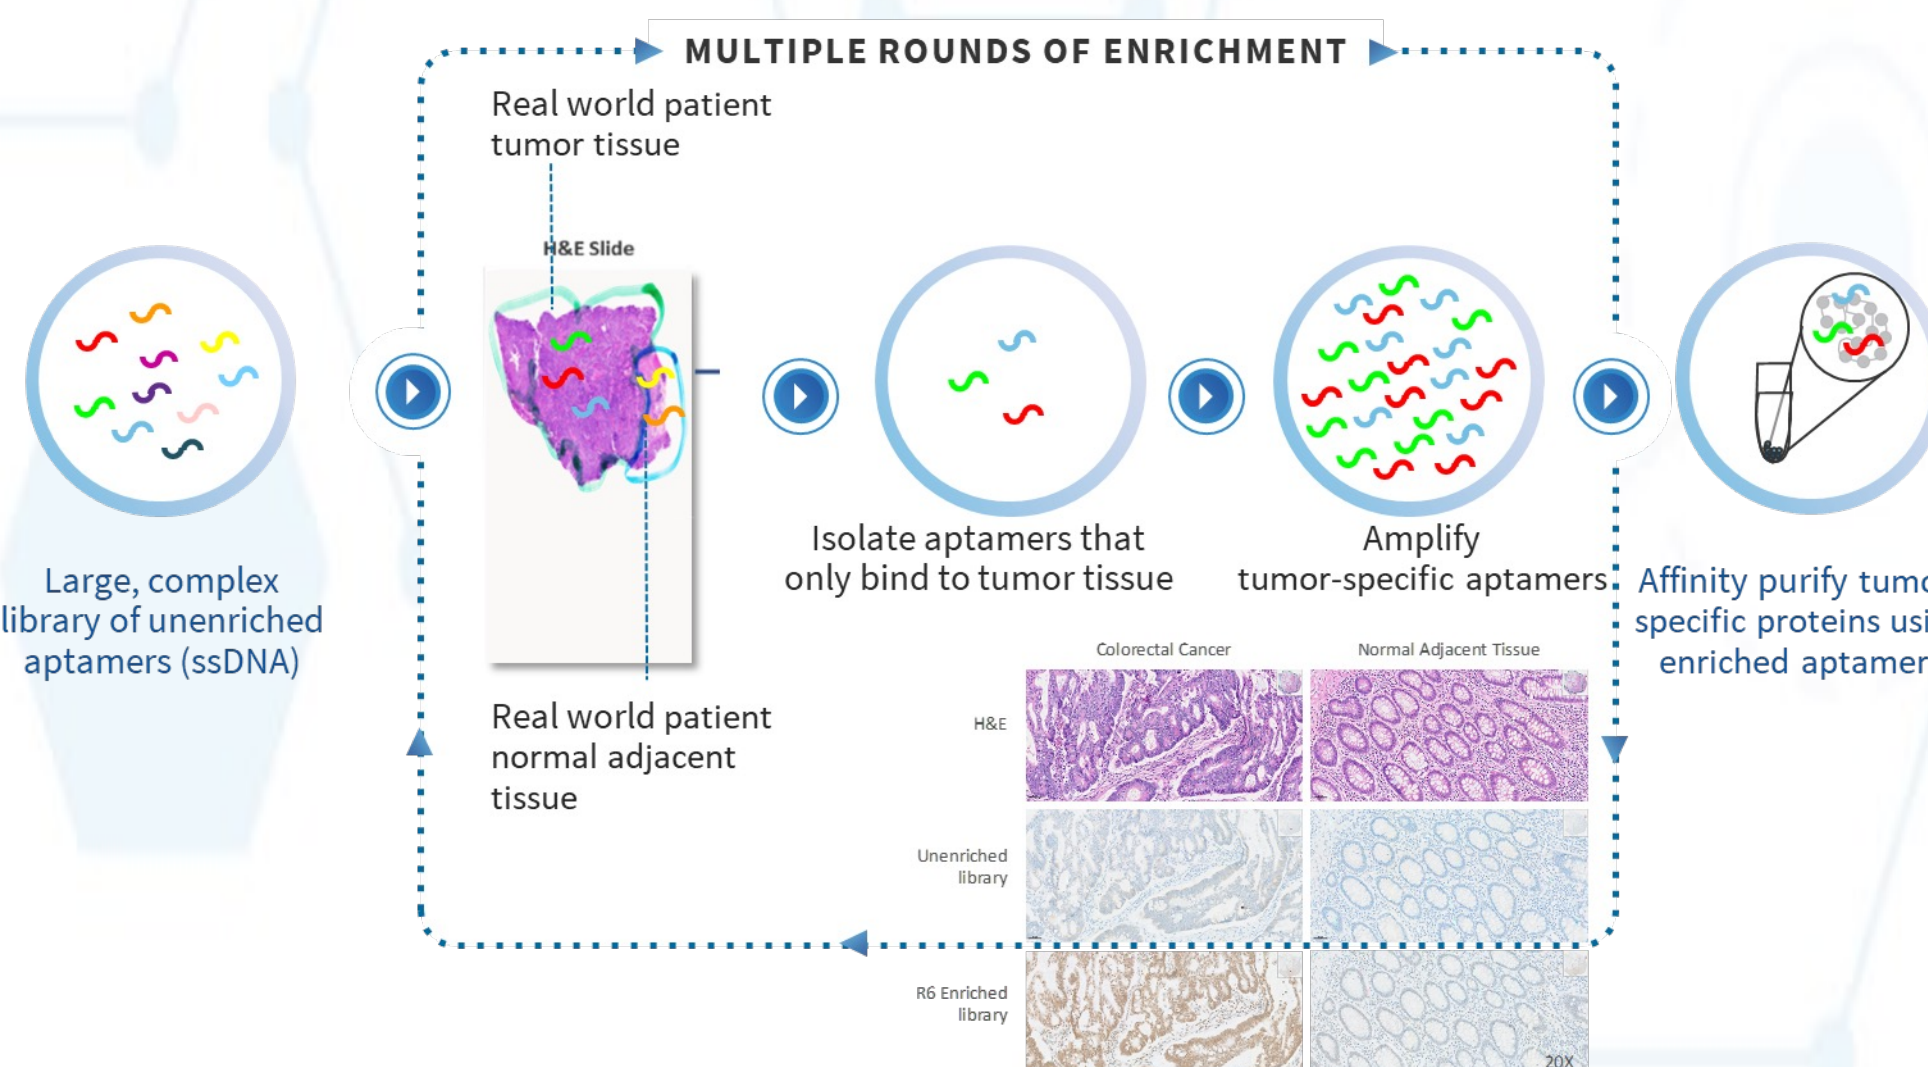 MULTIPLE ROUNDS OF ENRICHMENT
Real world patient
tumor tissue
H&E Slide
Large, complex
library of unenriched
aptamers (ssDNA)
Isolate aptamers that
only bind to tumor tissue
Amplify
tumor-specific aptamers
Affinity purify tumo
specific proteins usi
enriched aptamer
Real world patient
normal adjacent
tissue
Colorectal Cancer
Normal Adjacent Tissue
H&E
Unenriched
library
R6 Enriched
library
20X